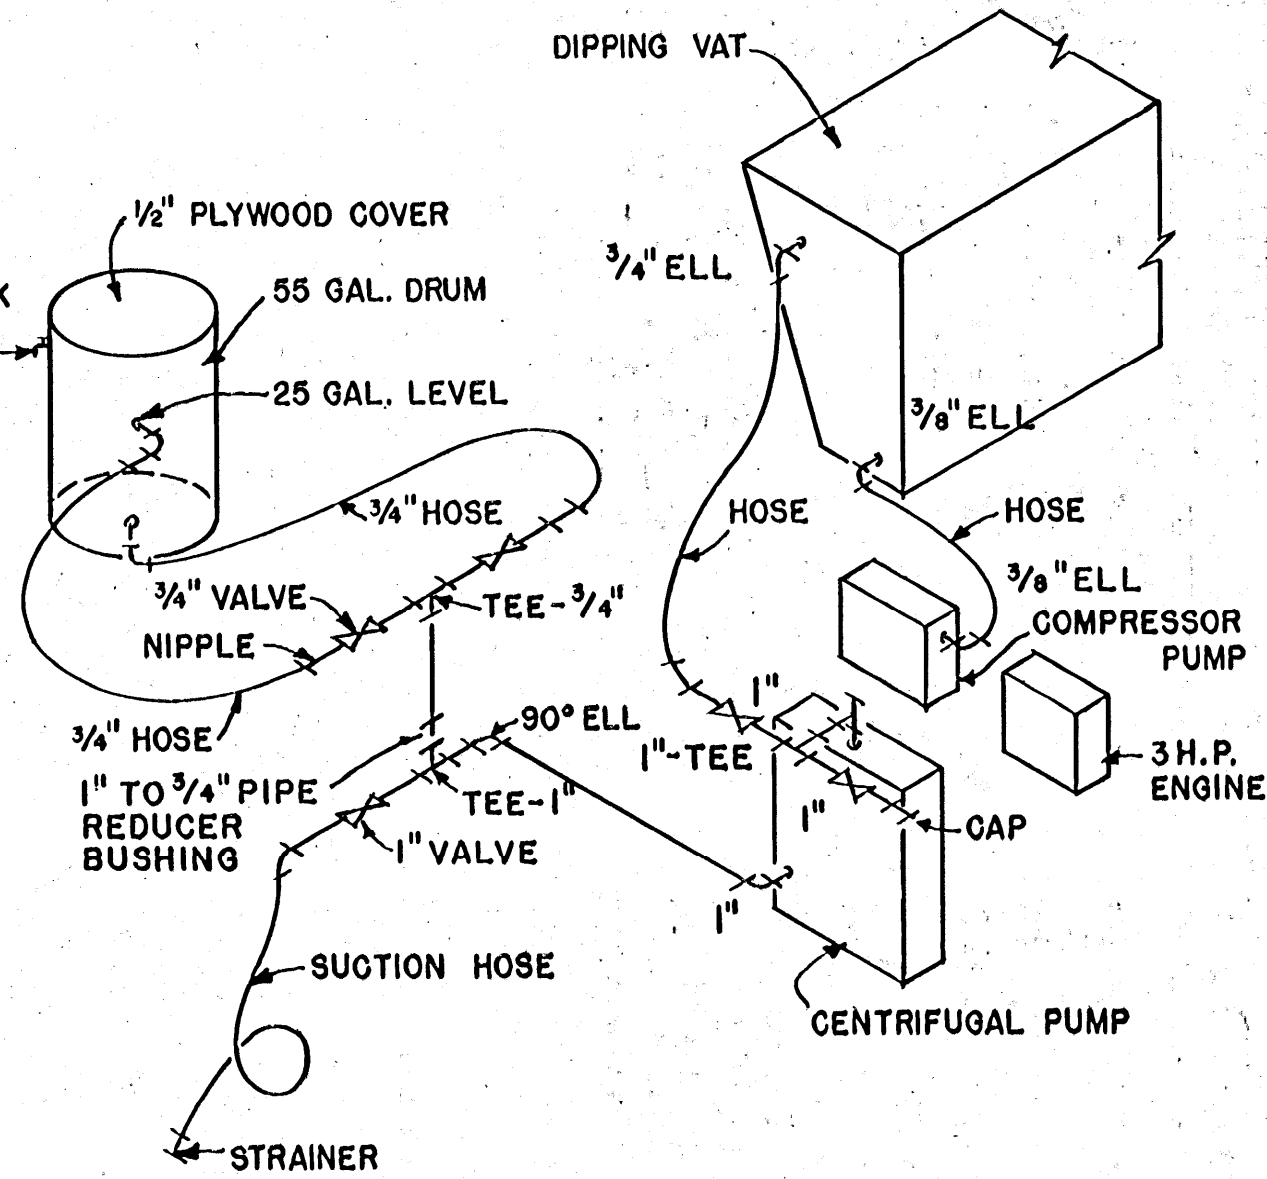 DIPPING VAT
1/2" PLYWOOD COVER
3/4" ELL
55 GAL. DRUM
25 GAL. LEVEL
3/8" ELL
3/4" HOSE
HOSE
HOSE
3/4" VALVE
TEE-3/4"
3/8" ELL
COMPRESSOR
PUMP
NIPPLE
1"
90° ELL
3/4" HOSE
1"-TEE
3 H.P.
ENGINE
1" TO 3/4" PIPE
REDUCER
BUSHING
TEE-1"
1"
CAP
1" VALVE
1"
SUCTION HOSE
CENTRIFUGAL PUMP
STRAINER